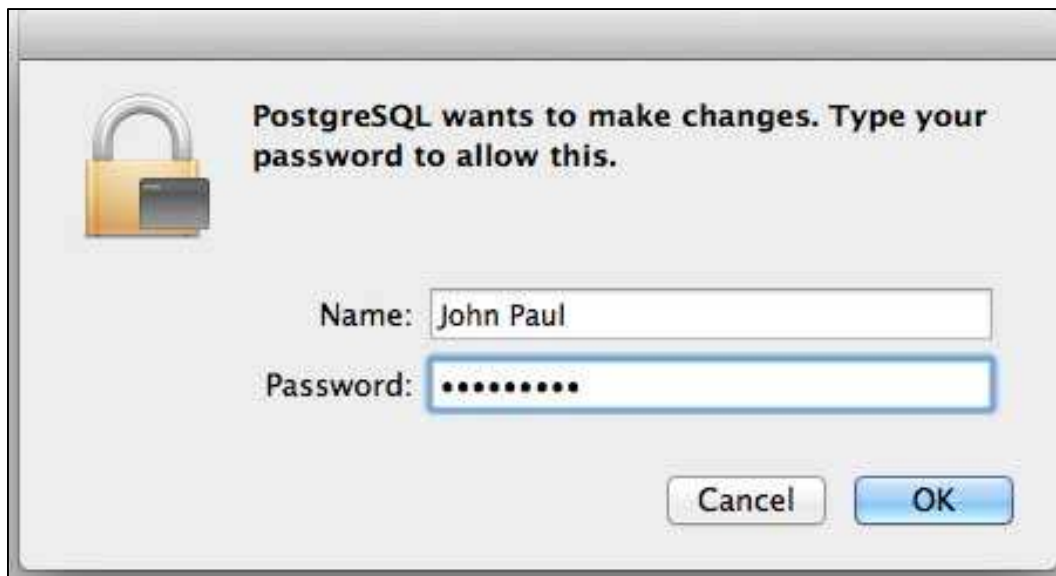 PostgreSQL wants to make changes. Type your
password to allow this.
Name: John Paul
Password: •••••••••
Cancel OK